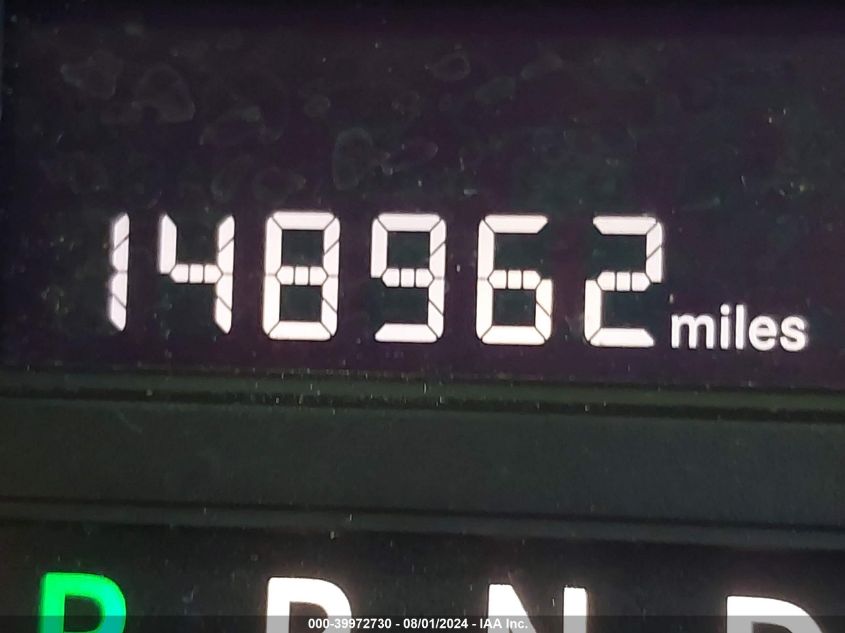 148962 miles
P R N D
000-39972730 - 08/01/2024 - IAA Inc.